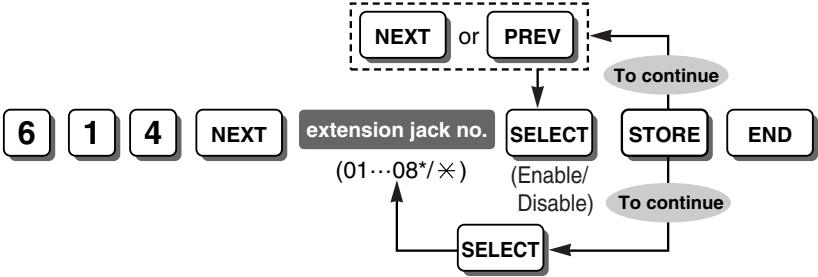 NEXT or PREV
To continue
6 1 4 NEXT extension jack no. SELECT STORE END
(01···08*/✳)
(Enable/
Disable)
To continue
SELECT